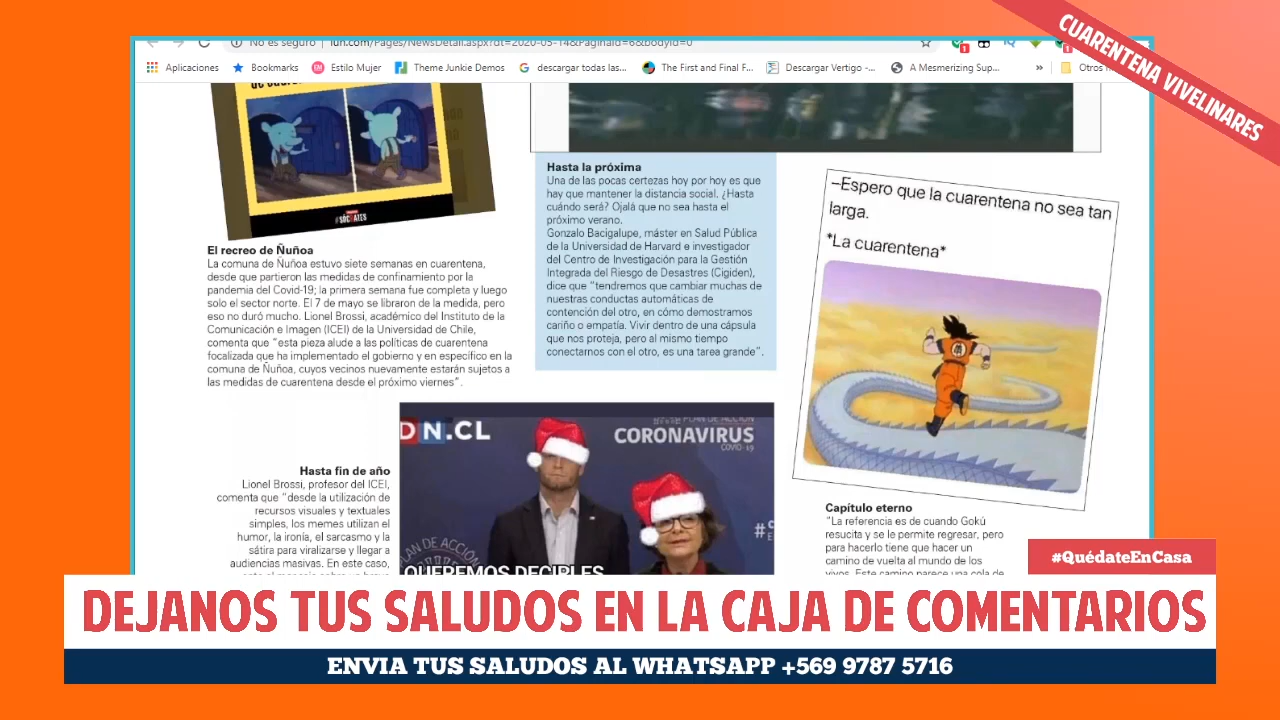 CUARENTENA VIVELINARES
No es seguro | lun.com/Pages/NewsDetail.aspx?dt=2020-05-14&PaginaId=6&bodyid=0
Aplicaciones Bookmarks Estilo Mujer Theme Junkie Demos descargar todas las... The First and Final F... Descargar Vertigo -... A Mesmerizing Sup... » Otros
#SOCRATES
El recreo de Ñuñoa
La comuna de Ñuñoa estuvo siete semanas en cuarentena,
desde que partieron las medidas de confinamiento por la
pandemia del Covid-19; la primera semana fue completa y luego
solo el sector norte. El 7 de mayo se libraron de la medida, pero
eso no duró mucho. Lionel Brossi, académico del Instituto de la
Comunicación e Imagen (ICEI) de la Universidad de Chile,
comenta que "esta pieza alude a las políticas de cuarentena
focalizada que ha implementado el gobierno y en específico en la
comuna de Ñuñoa, cuyos vecinos nuevamente estarán sujetos a
las medidas de cuarentena desde el próximo viernes".
Hasta la próxima
Una de las pocas certezas hoy por hoy es que
hay que mantener la distancia social. ¿Hasta
cuándo será? Ojalá que no sea hasta el
próximo verano.
Gonzalo Bacigalupe, máster en Salud Pública
de la Universidad de Harvard e investigador
del Centro de Investigación para la Gestión
Integrada del Riesgo de Desastres (Cigiden),
dice que "tendremos que cambiar muchas de
nuestras conductas automáticas de
contención del otro, en cómo demostramos
cariño o empatía. Vivir dentro de una cápsula
que nos proteja, pero al mismo tiempo
conectarnos con el otro, es una tarea grande".
–Espero que la cuarentena no sea tan
larga.
*La cuarentena*
Hasta fin de año
Lionel Brossi, profesor del ICEI,
comenta que "desde la utilización de
recursos visuales y textuales
simples, los memes utilizan el
humor, la ironía, el sarcasmo y la
sátira para viralizarse y llegar a
audiencias masivas. En este caso,
DN.CL
PLAN DE ACCIÓN
CORONAVIRUS
COVID-19
PLAN DE ACCIÓN
QUEREMOS DECIRLES
Capítulo eterno
"La referencia es de cuando Gokú
resucita y se le permite regresar, pero
para hacerlo tiene que hacer un
camino de vuelta al mundo de los
vivos. Este camino parece una cola de
#QuédateEnCasa
DEJANOS TUS SALUDOS EN LA CAJA DE COMENTARIOS
ENVIA TUS SALUDOS AL WHATSAPP +569 9787 5716